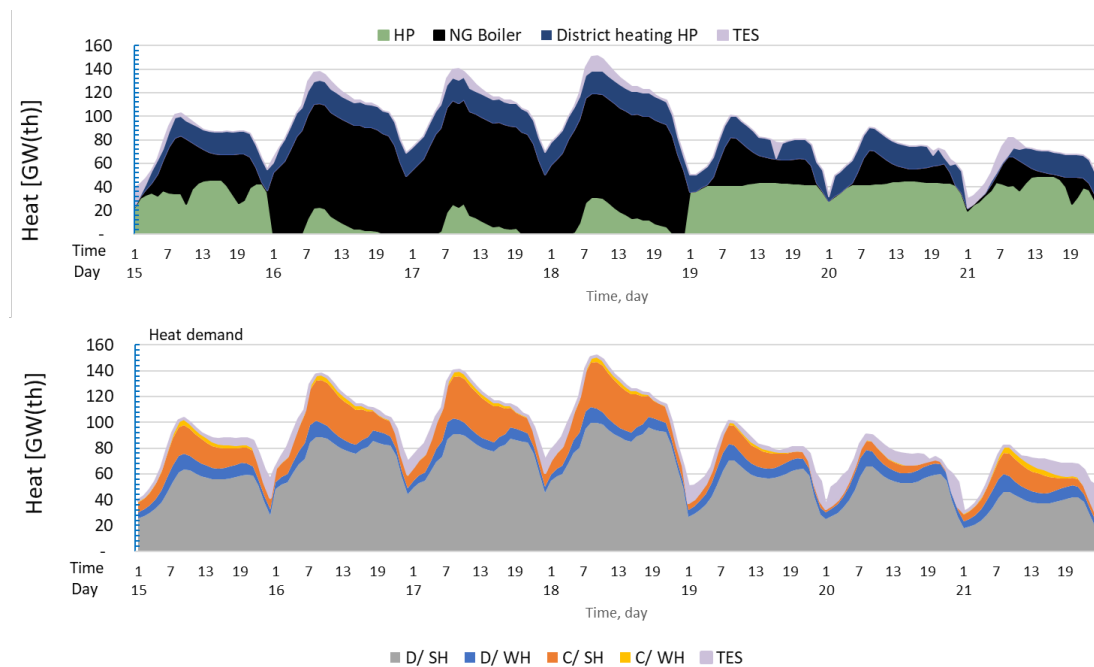 HP NG Boiler District heating HP TES
160
140
120
100
80
60
40
20
-
Heat [GW(th)]
Time 1 7 13 19 1 7 13 19 1 7 13 19 1 7 13 19 1 7 13 19 1 7 13 19 1 7 13 19
Day 15 16 17 18 19 20 21
Time, day
Heat demand
160
140
120
100
80
60
40
20
-
Heat [GW(th)]
Time 1 7 13 19 1 7 13 19 1 7 13 19 1 7 13 19 1 7 13 19 1 7 13 19 1 7 13 19
Day 15 16 17 18 19 20 21
Time, day
D/ SH D/ WH C/ SH C/ WH TES